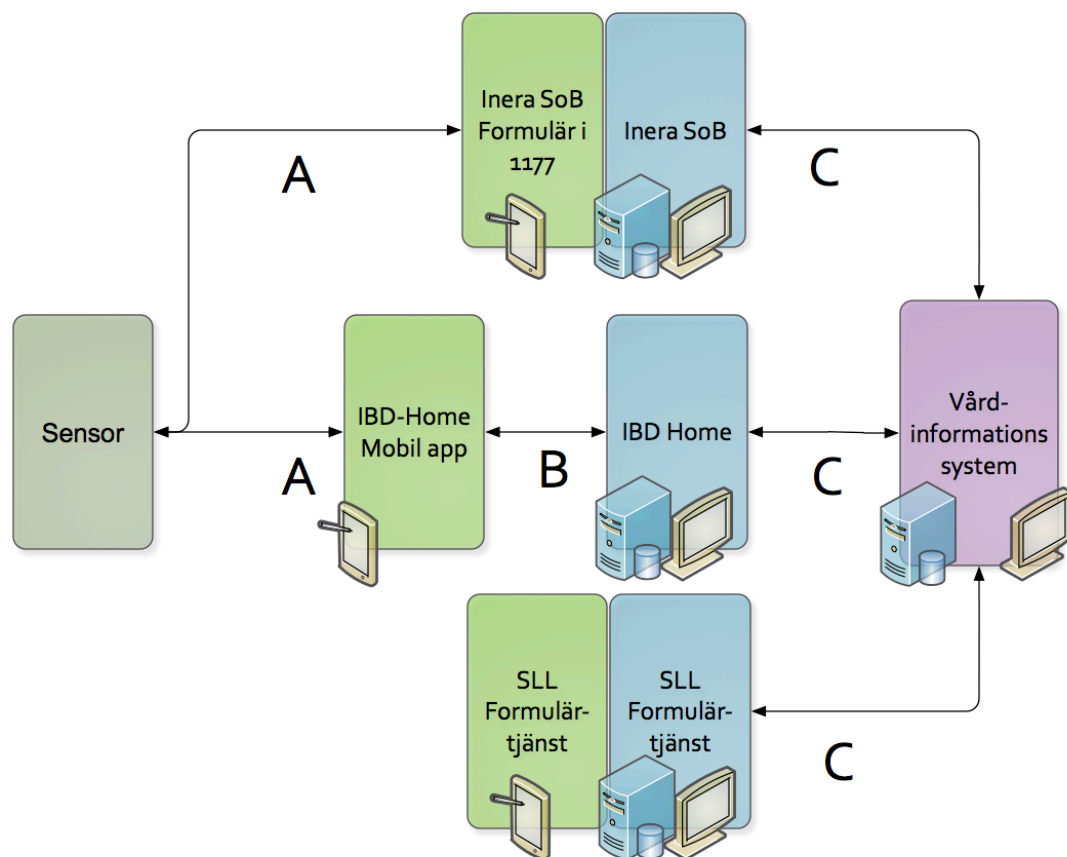 Inera SoB
Formulär i
1177
Inera SoB
A
C
Sensor
IBD-Home
Mobil app
IBD Home
Vård-
informations
system
A
B
C
SLL
Formulär-
tjänst
SLL
Formulär-
tjänst
C